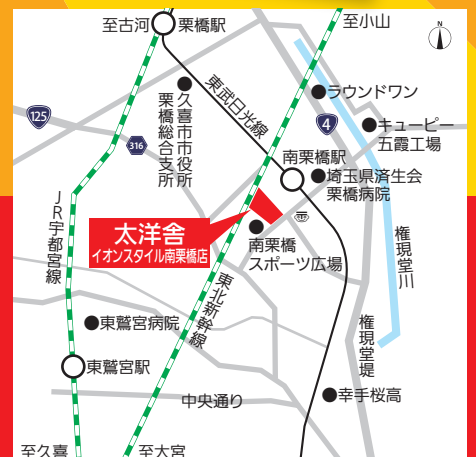 至古河
栗橋駅
至小山
N
125
316
久喜市市役所
栗橋総合支所
東武日光線
ラウンドワン
4
キューピー
五霞工場
南栗橋駅
埼玉県済生会
栗橋病院
JR宇都宮線
太洋舎
イオンスタイル南栗橋店
南栗橋
スポーツ広場
権現堂川
東北新幹線
東鷲宮病院
権現堂堤
東鷲宮駅
中央通り
幸手桜高
至久喜
至大宮